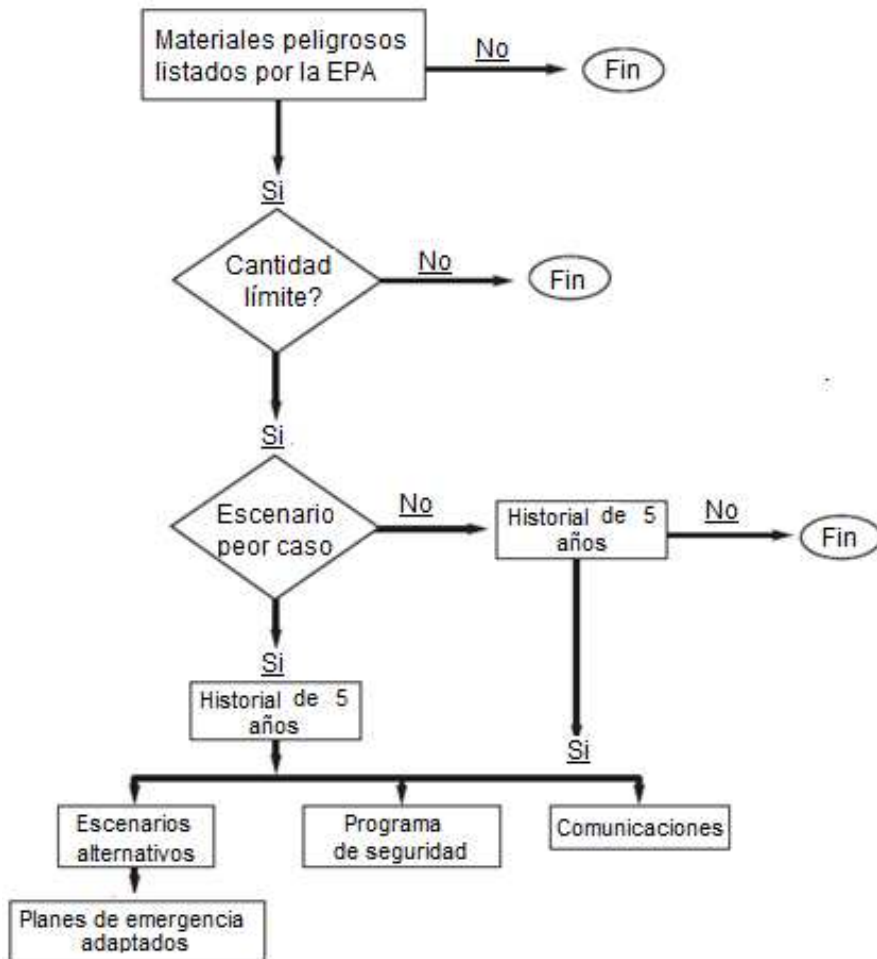 Materiales peligrosos
listados por la EPA
No
Fin
Si
Cantidad
límite?
No
Fin
Si
Escenario
peor caso
No
Historial de 5
años
No
Fin
Si
Historial de 5
años
Si
Escenarios
alternativos
Programa
de seguridad
Comunicaciones
Planes de emergencia
adaptados